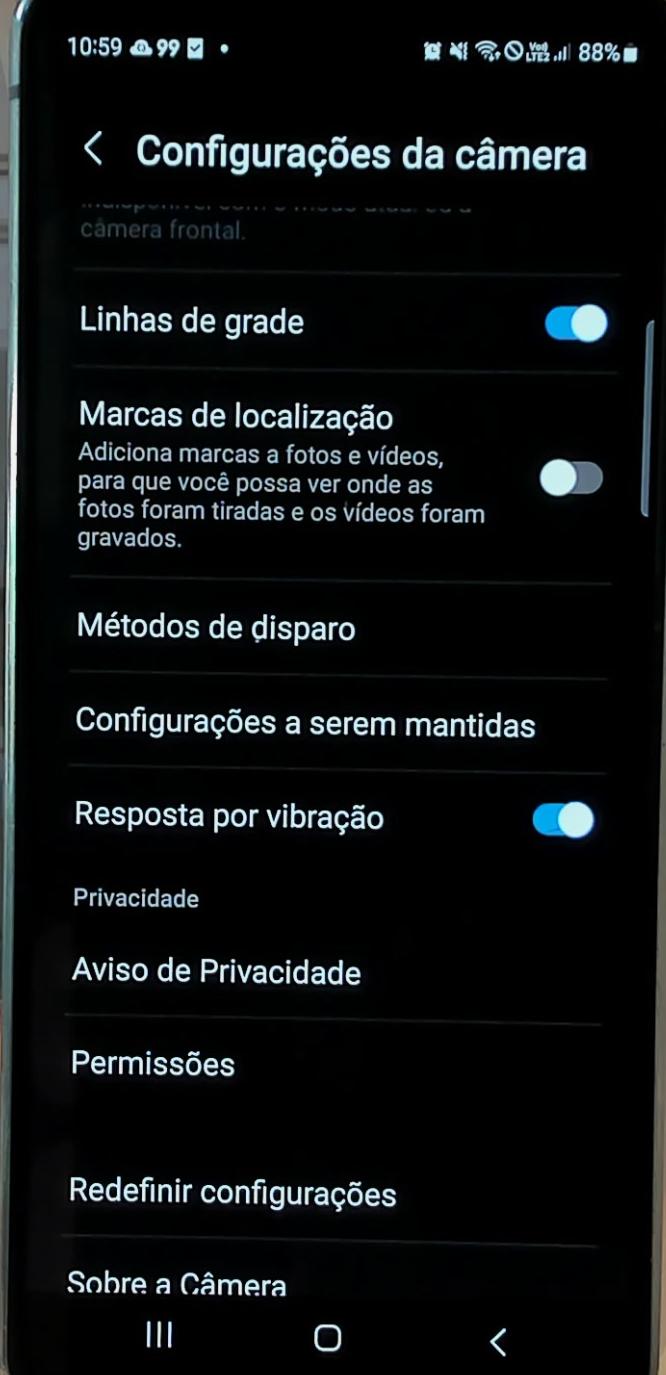 10:59 99 88%
Configurações da câmera
câmera frontal.
Linhas de grade
Marcas de localização
Adiciona marcas a fotos e vídeos,
para que você possa ver onde as
fotos foram tiradas e os vídeos foram
gravados.
Métodos de disparo
Configurações a serem mantidas
Resposta por vibração
Privacidade
Aviso de Privacidade
Permissões
Redefinir configurações
Sobre a Câmera